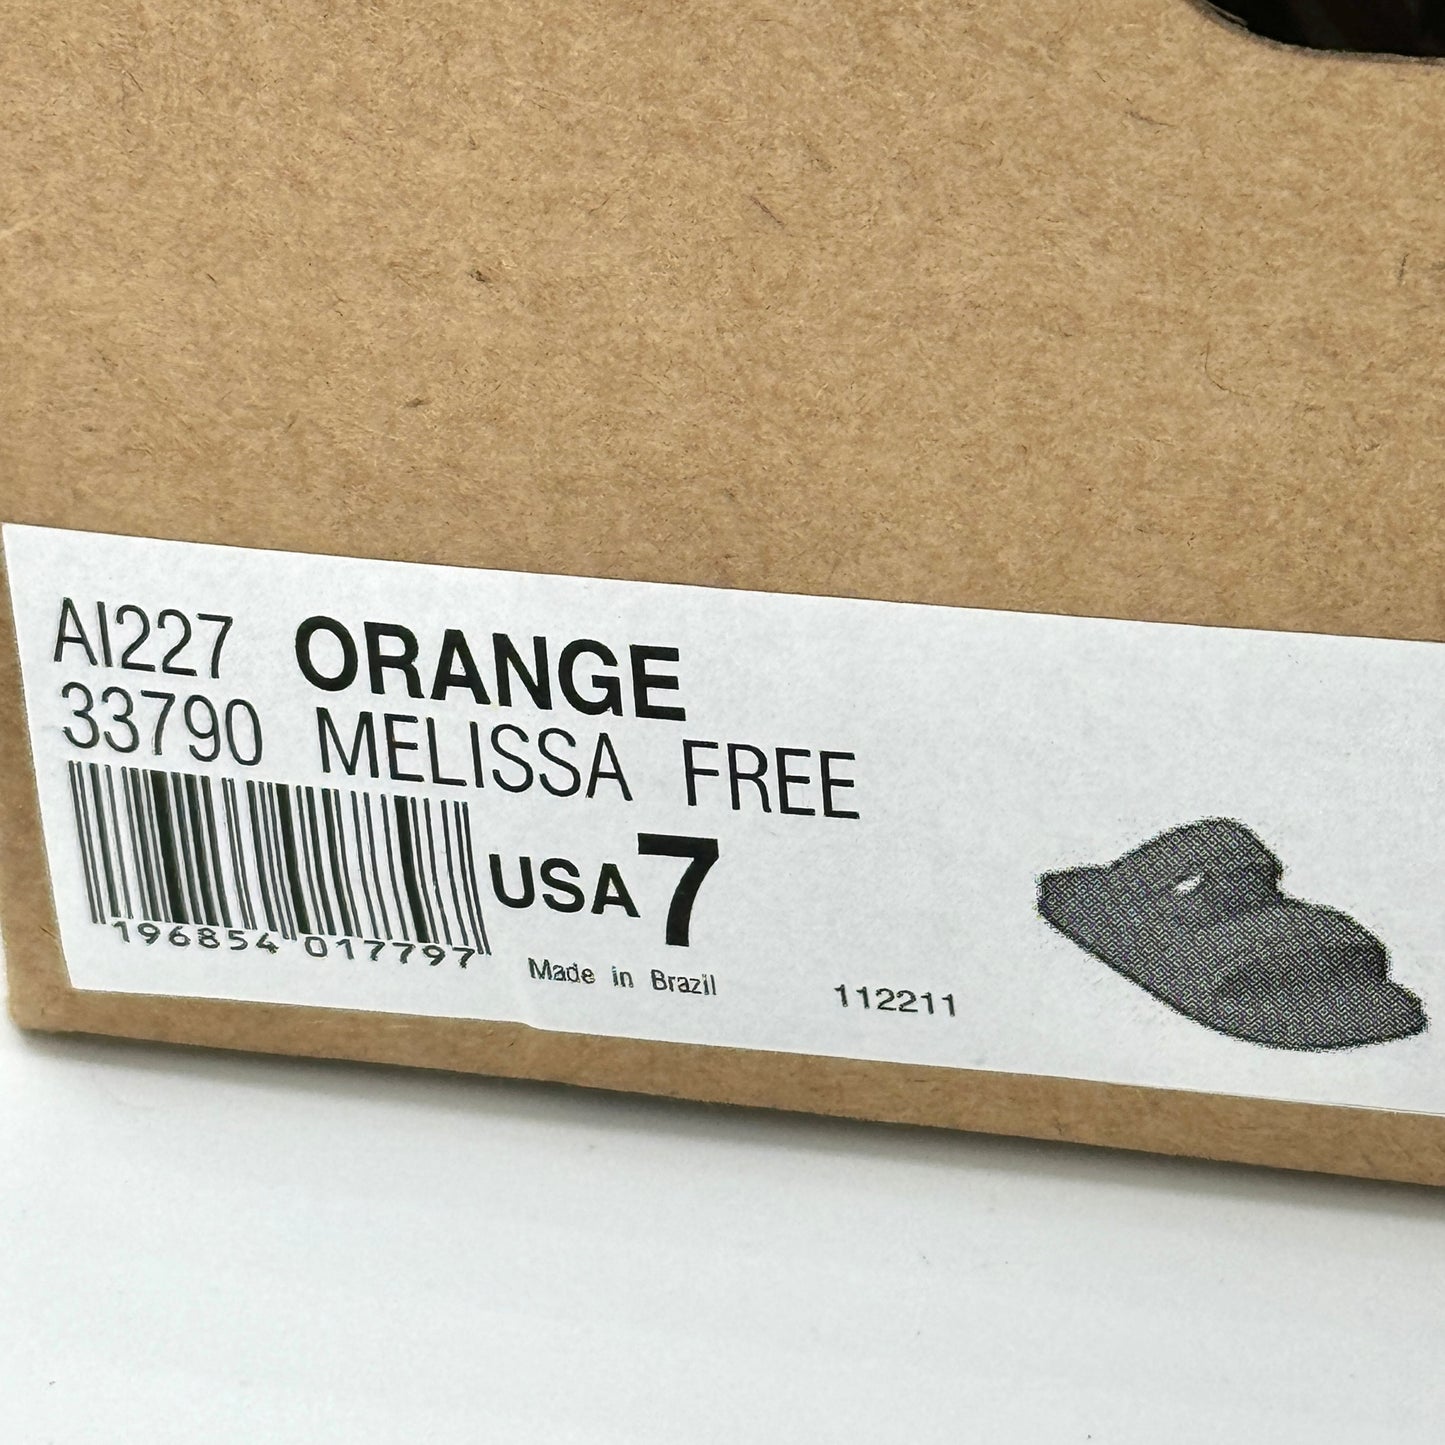 AI227 ORANGE
33790 MELISSA FREE
USA 7
196854 017797
Made in Brazil
112211